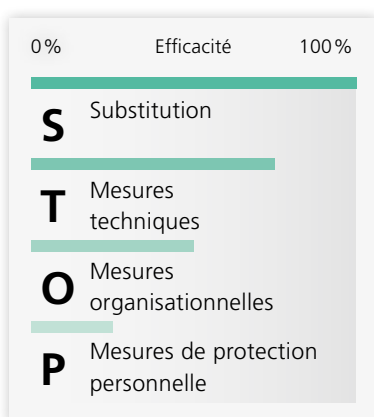 0 % Efficacité 100 %
S Substitution
T Mesures
techniques
O Mesures
organisationnelles
P Mesures de protection
personnelle